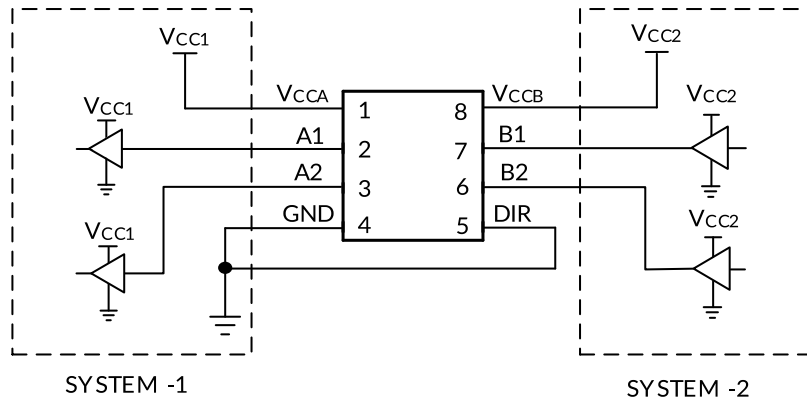 VCC1
VCC2
VCCA
VCCB
VCC1
VCC2
1
8
A1
2
7
B1
A2
3
6
B2
GND
4
5
DIR
VCC1
VCC2
SYSTEM -1
SYSTEM -2